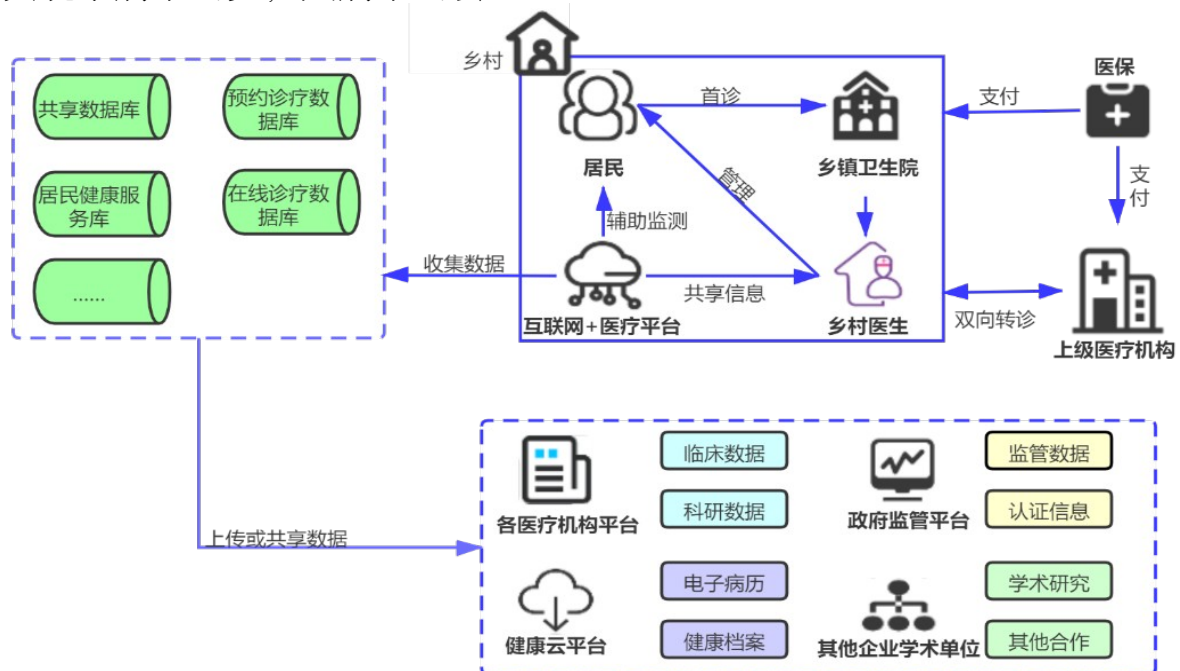 乡村
医保
共享数据库
预约诊疗数
据库
居民健康服
务库
在线诊疗数
据库
......
首诊
支付
居民
乡镇卫生院
管理
支
付
辅助监测
收集数据
共享信息
互联网+医疗平台
乡村医生
双向转诊
上级医疗机构
上传或共享数据
各医疗机构平台
临床数据
科研数据
政府监管平台
监管数据
认证信息
健康云平台
电子病历
健康档案
其他企业学术单位
学术研究
其他合作